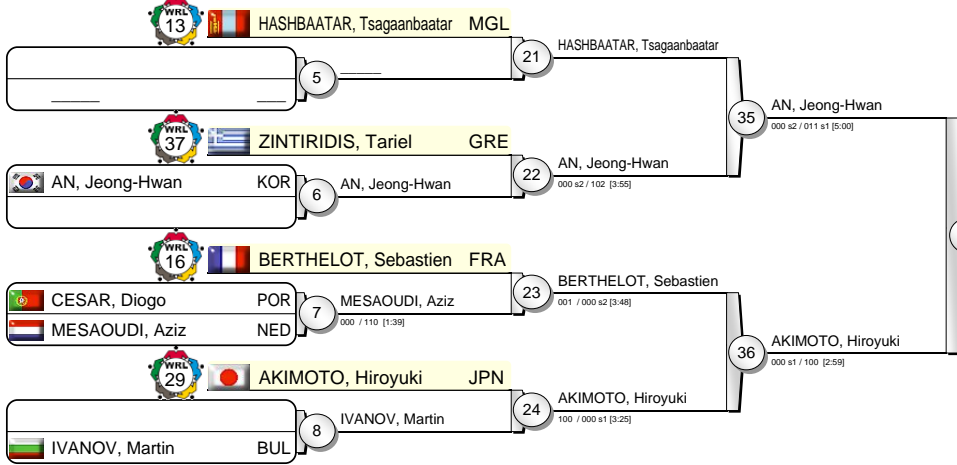 WRL
13 HASHBAATAR, Tsagaanbaatar MGL
21 HASHBAATAR, Tsagaanbaatar
5 _____
_____ ___
35 AN, Jeong-Hwan
000 s2 / 011 s1 [5:00]
WRL
37 ZINTIRIDIS, Tariel GRE
22 AN, Jeong-Hwan
000 s2 / 102 [3:55]
AN, Jeong-Hwan KOR
6 AN, Jeong-Hwan
WRL
16 BERTHELOT, Sebastien FRA
23 BERTHELOT, Sebastien
001 / 000 s2 [3:48]
CESAR, Diogo POR
7 MESAOUDI, Aziz
000 / 110 [1:39]
MESAOUDI, Aziz NED
36 AKIMOTO, Hiroyuki
000 s1 / 100 [2:59]
WRL
29 AKIMOTO, Hiroyuki JPN
24 AKIMOTO, Hiroyuki
100 / 000 s1 [3:25]
8 IVANOV, Martin
IVANOV, Martin BUL